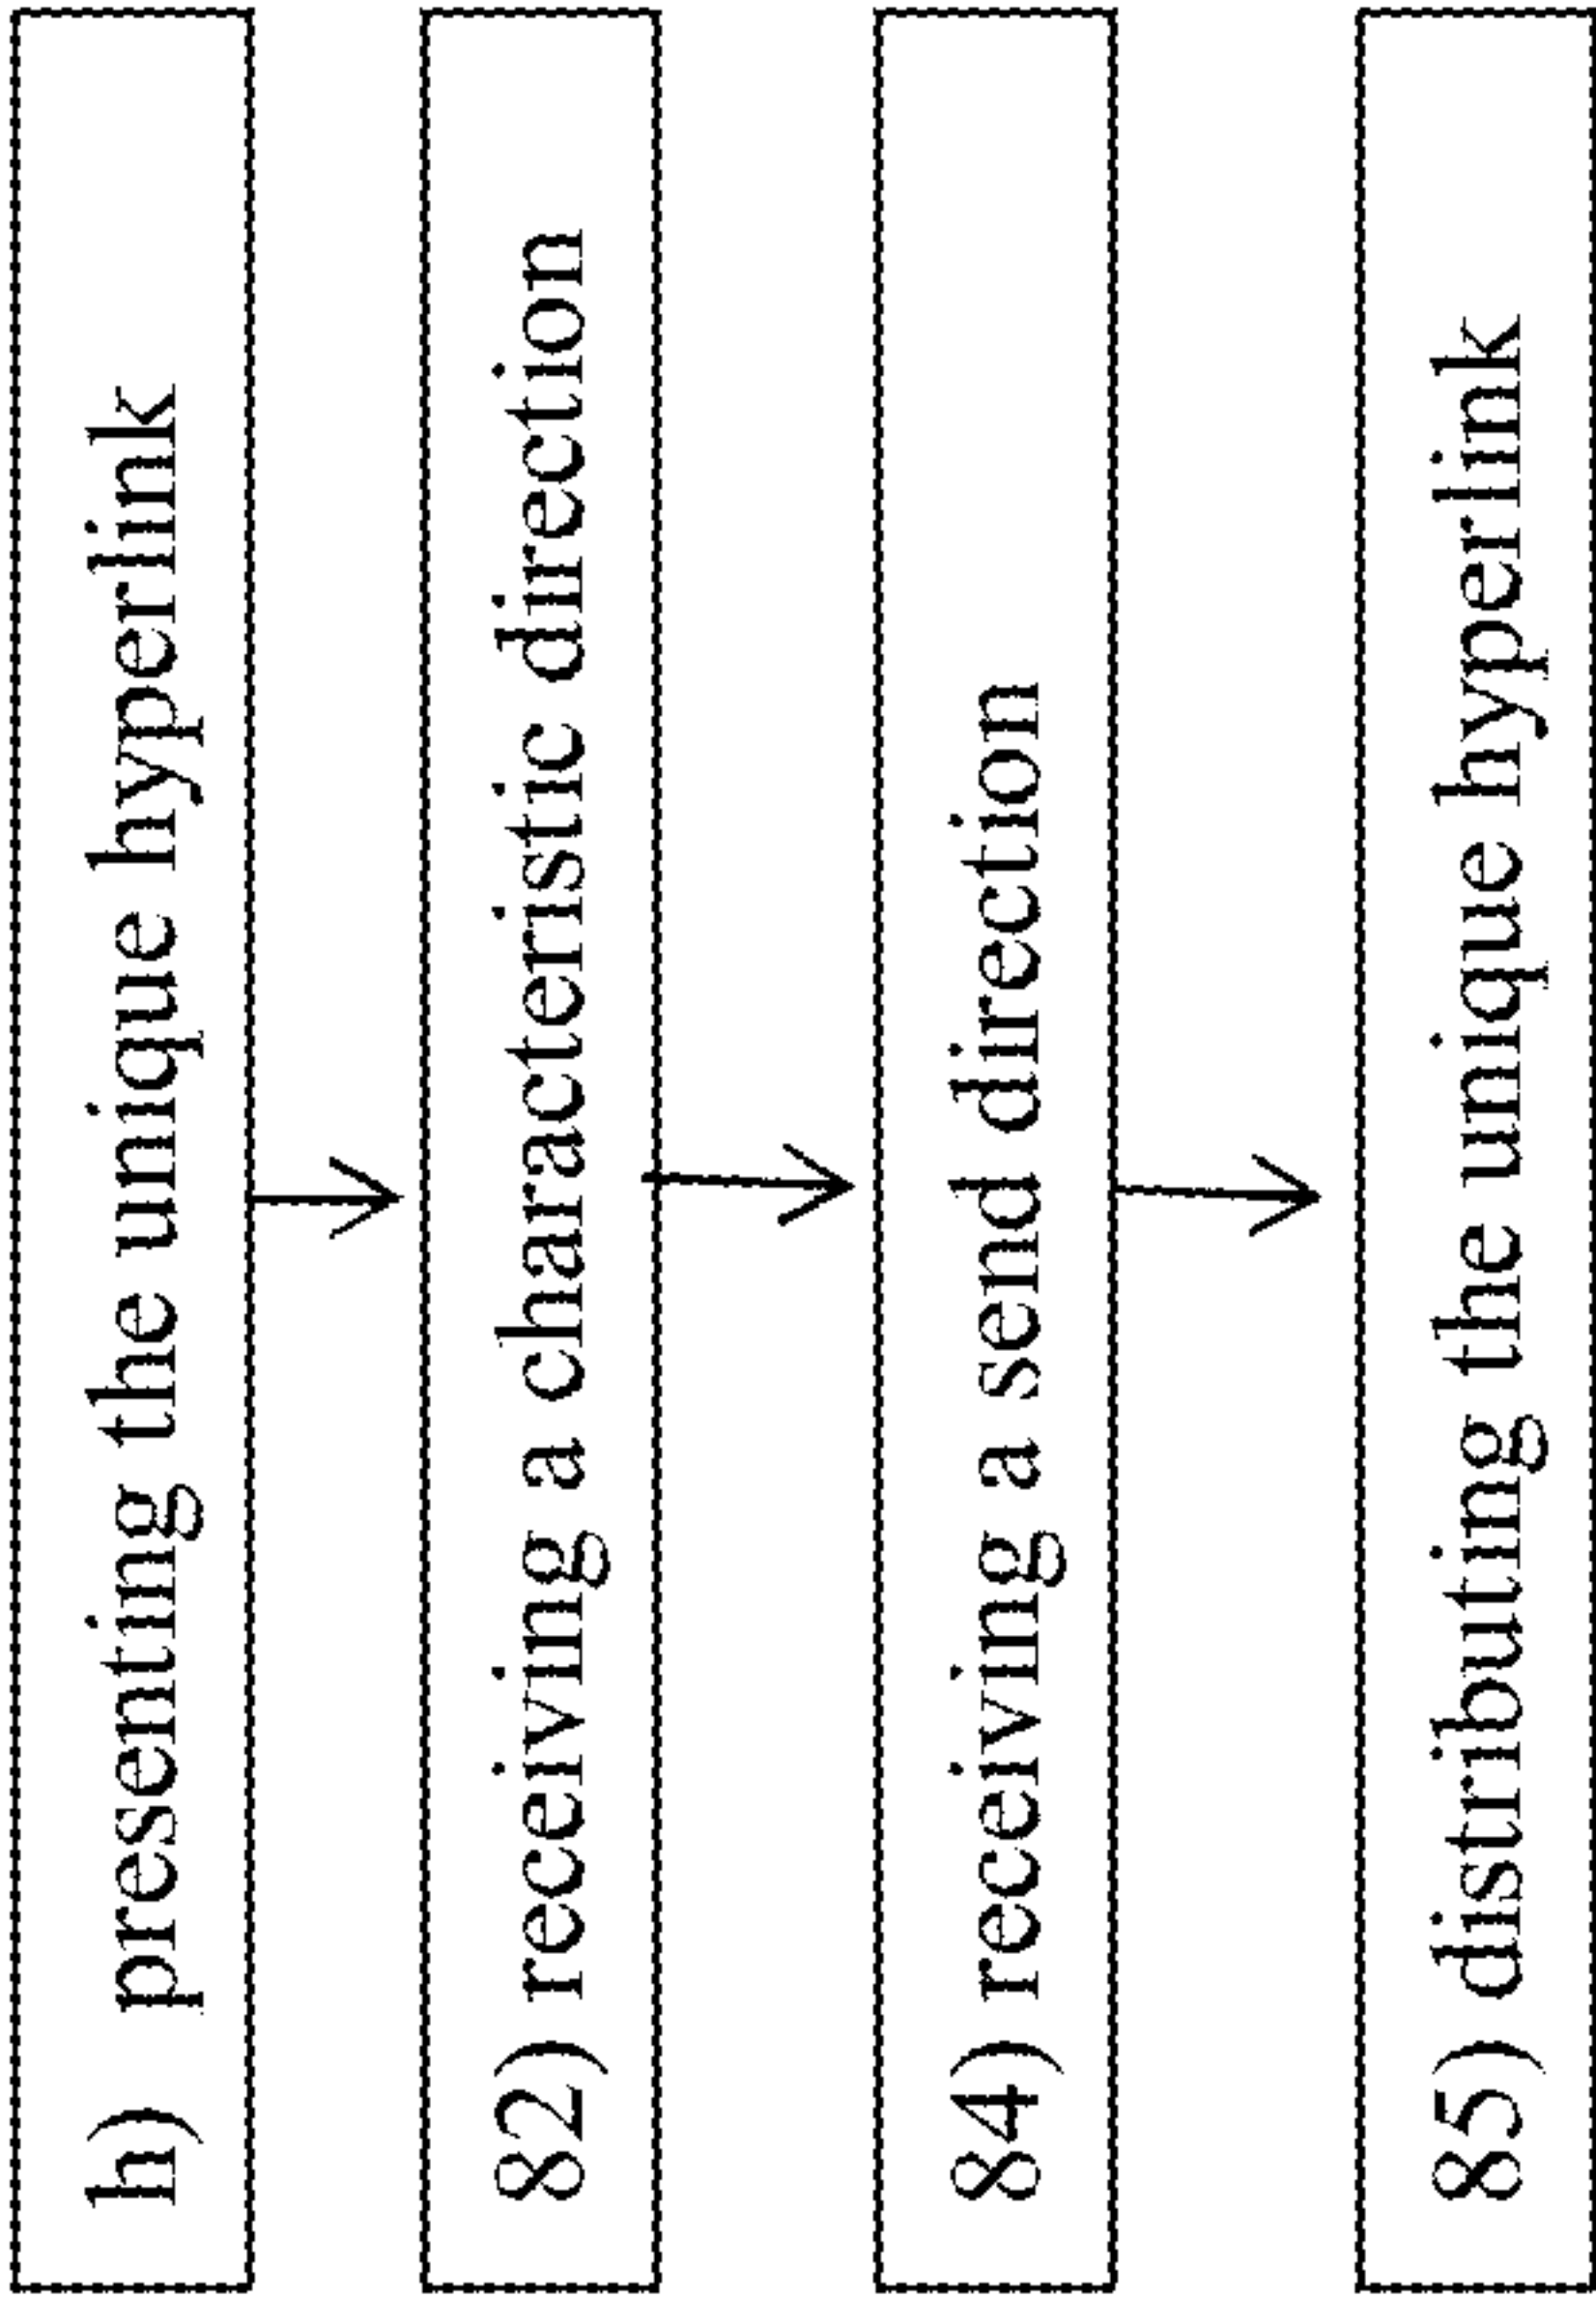 h) presenting the unique hyperlink
82) receiving a characteristic direction
84) receiving a send direction
85) distributing the unique hyperlink